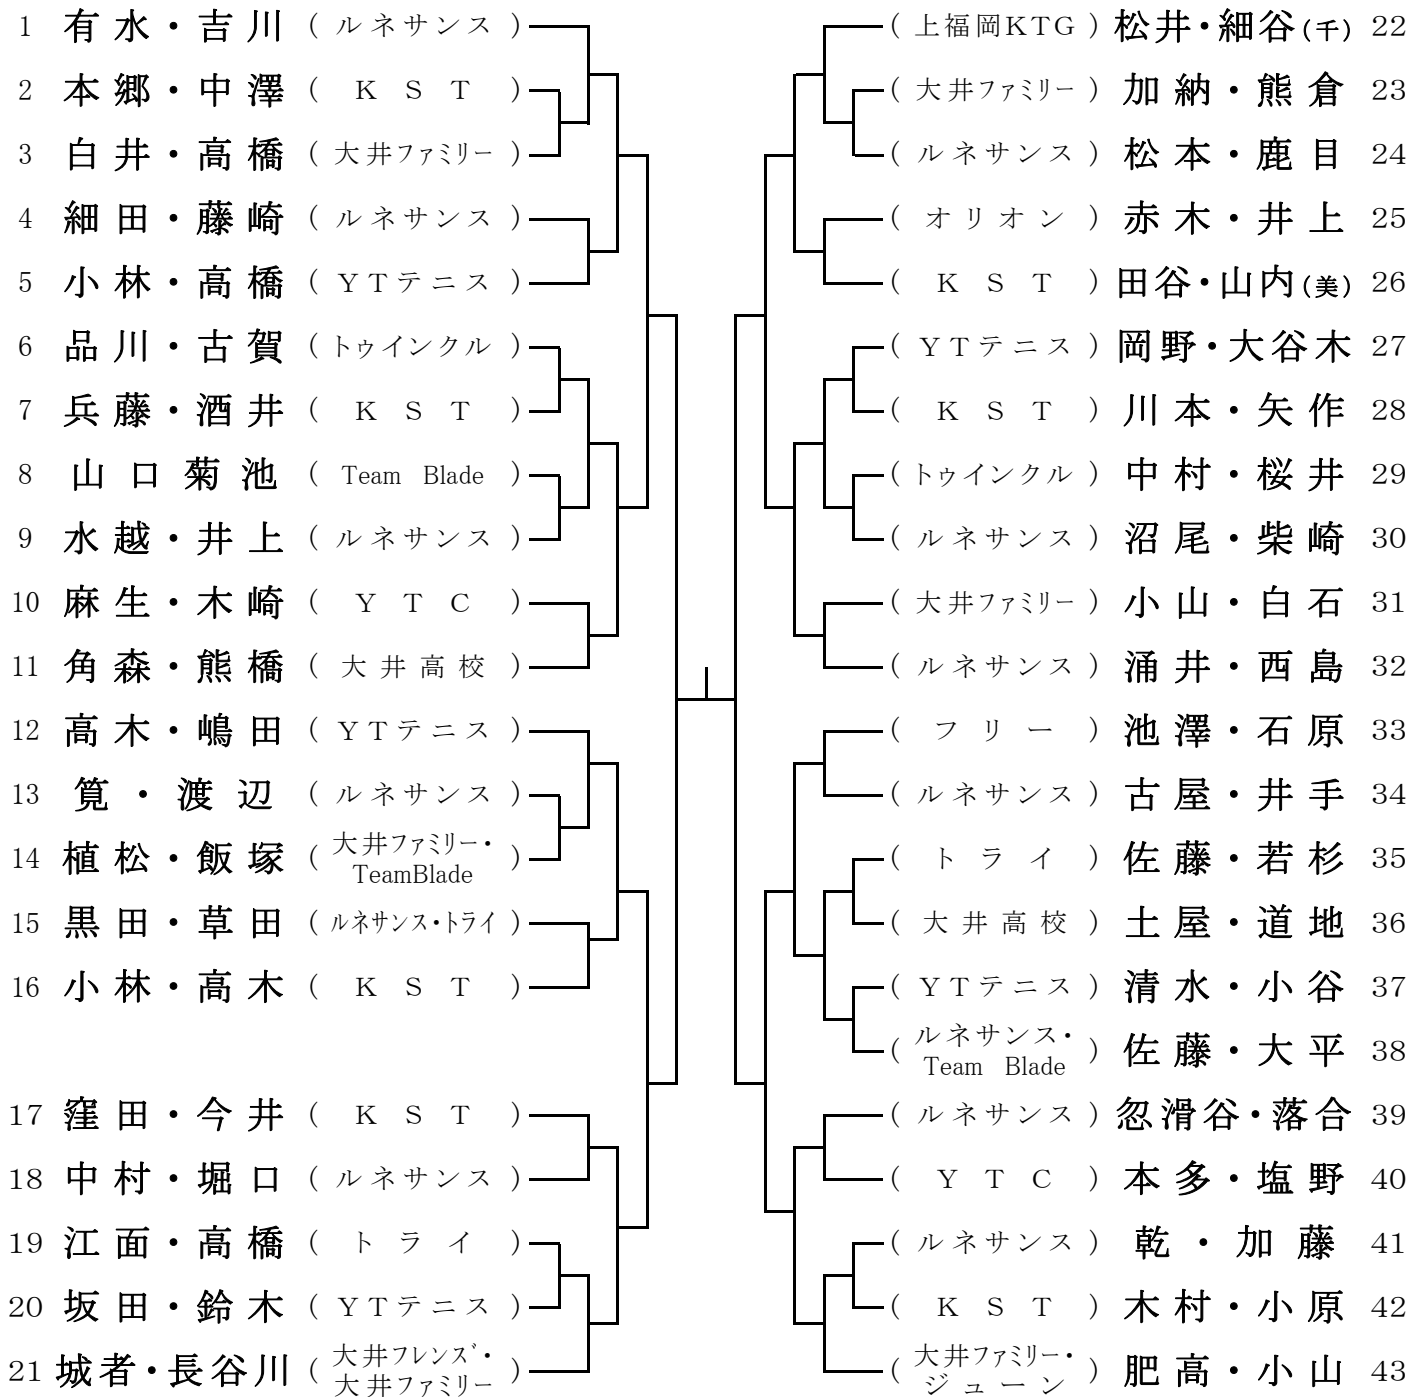 1 有水・吉川 (ルネサンス)
2 本郷・中澤 (KST)
3 白井・高橋 (大井ファミリー)
4 細田・藤崎 (ルネサンス)
5 小林・高橋 (YTテニス)
6 品川・古賀 (トゥインクル)
7 兵藤・酒井 (KST)
8 山口菊池 (Team Blade)
9 水越・井上 (ルネサンス)
10 麻生・木崎 (YTC)
11 角森・熊橋 (大井高校)
12 高木・嶋田 (YTテニス)
13 筧・渡辺 (ルネサンス)
14 植松・飯塚 (大井ファミリー・
TeamBlade)
15 黒田・草田 (ルネサンス・トライ)
16 小林・高木 (KST)
17 窪田・今井 (KST)
18 中村・堀口 (ルネサンス)
19 江面・高橋 (トライ)
20 坂田・鈴木 (YTテニス)
21 城者・長谷川 (大井フレンズ・
大井ファミリー)
(上福岡KTG) 松井・細谷(千) 22
(大井ファミリー) 加納・熊倉 23
(ルネサンス) 松本・鹿目 24
(オリオン) 赤木・井上 25
(KST) 田谷・山内(美) 26
(YTテニス) 岡野・大谷木 27
(KST) 川本・矢作 28
(トゥインクル) 中村・桜井 29
(ルネサンス) 沼尾・柴崎 30
(大井ファミリー) 小山・白石 31
(ルネサンス) 涌井・西島 32
(フリー) 池澤・石原 33
(ルネサンス) 古屋・井手 34
(トライ) 佐藤・若杉 35
(大井高校) 土屋・道地 36
(YTテニス) 清水・小谷 37
(ルネサンス・
Team Blade) 佐藤・大平 38
(ルネサンス) 忍滑谷・落合 39
(YTC) 本多・塩野 40
(ルネサンス) 乾・加藤 41
(KST) 木村・小原 42
(大井ファミリー・
ジューン) 肥高・小山 43